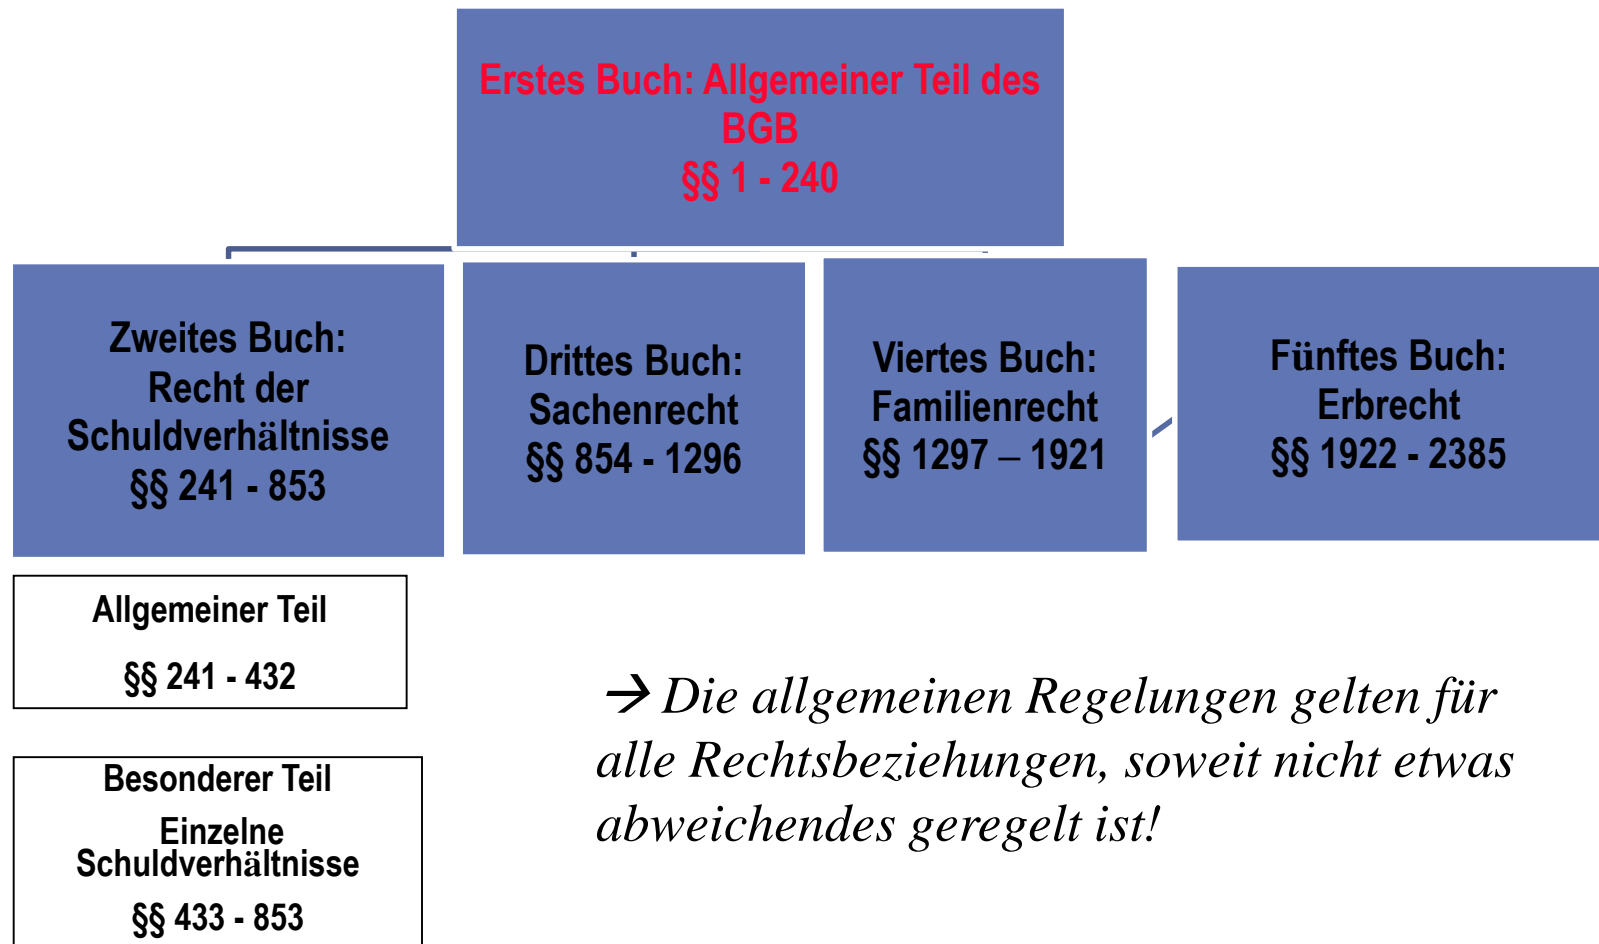 Erstes Buch: Allgemeiner Teil des
BGB
§§ 1 - 240
Zweites Buch:
Recht der
Schuldverhältnisse
§§ 241 - 853
Drittes Buch:
Sachenrecht
§§ 854 - 1296
Viertes Buch:
Familienrecht
§§ 1297 – 1921
Fünftes Buch:
Erbrecht
§§ 1922 - 2385
Allgemeiner Teil
§§ 241 - 432
Besonderer Teil
Einzelne
Schuldverhältnisse
§§ 433 - 853
→ Die allgemeinen Regelungen gelten für
alle Rechtsbeziehungen, soweit nicht etwas
abweichendes geregelt ist!